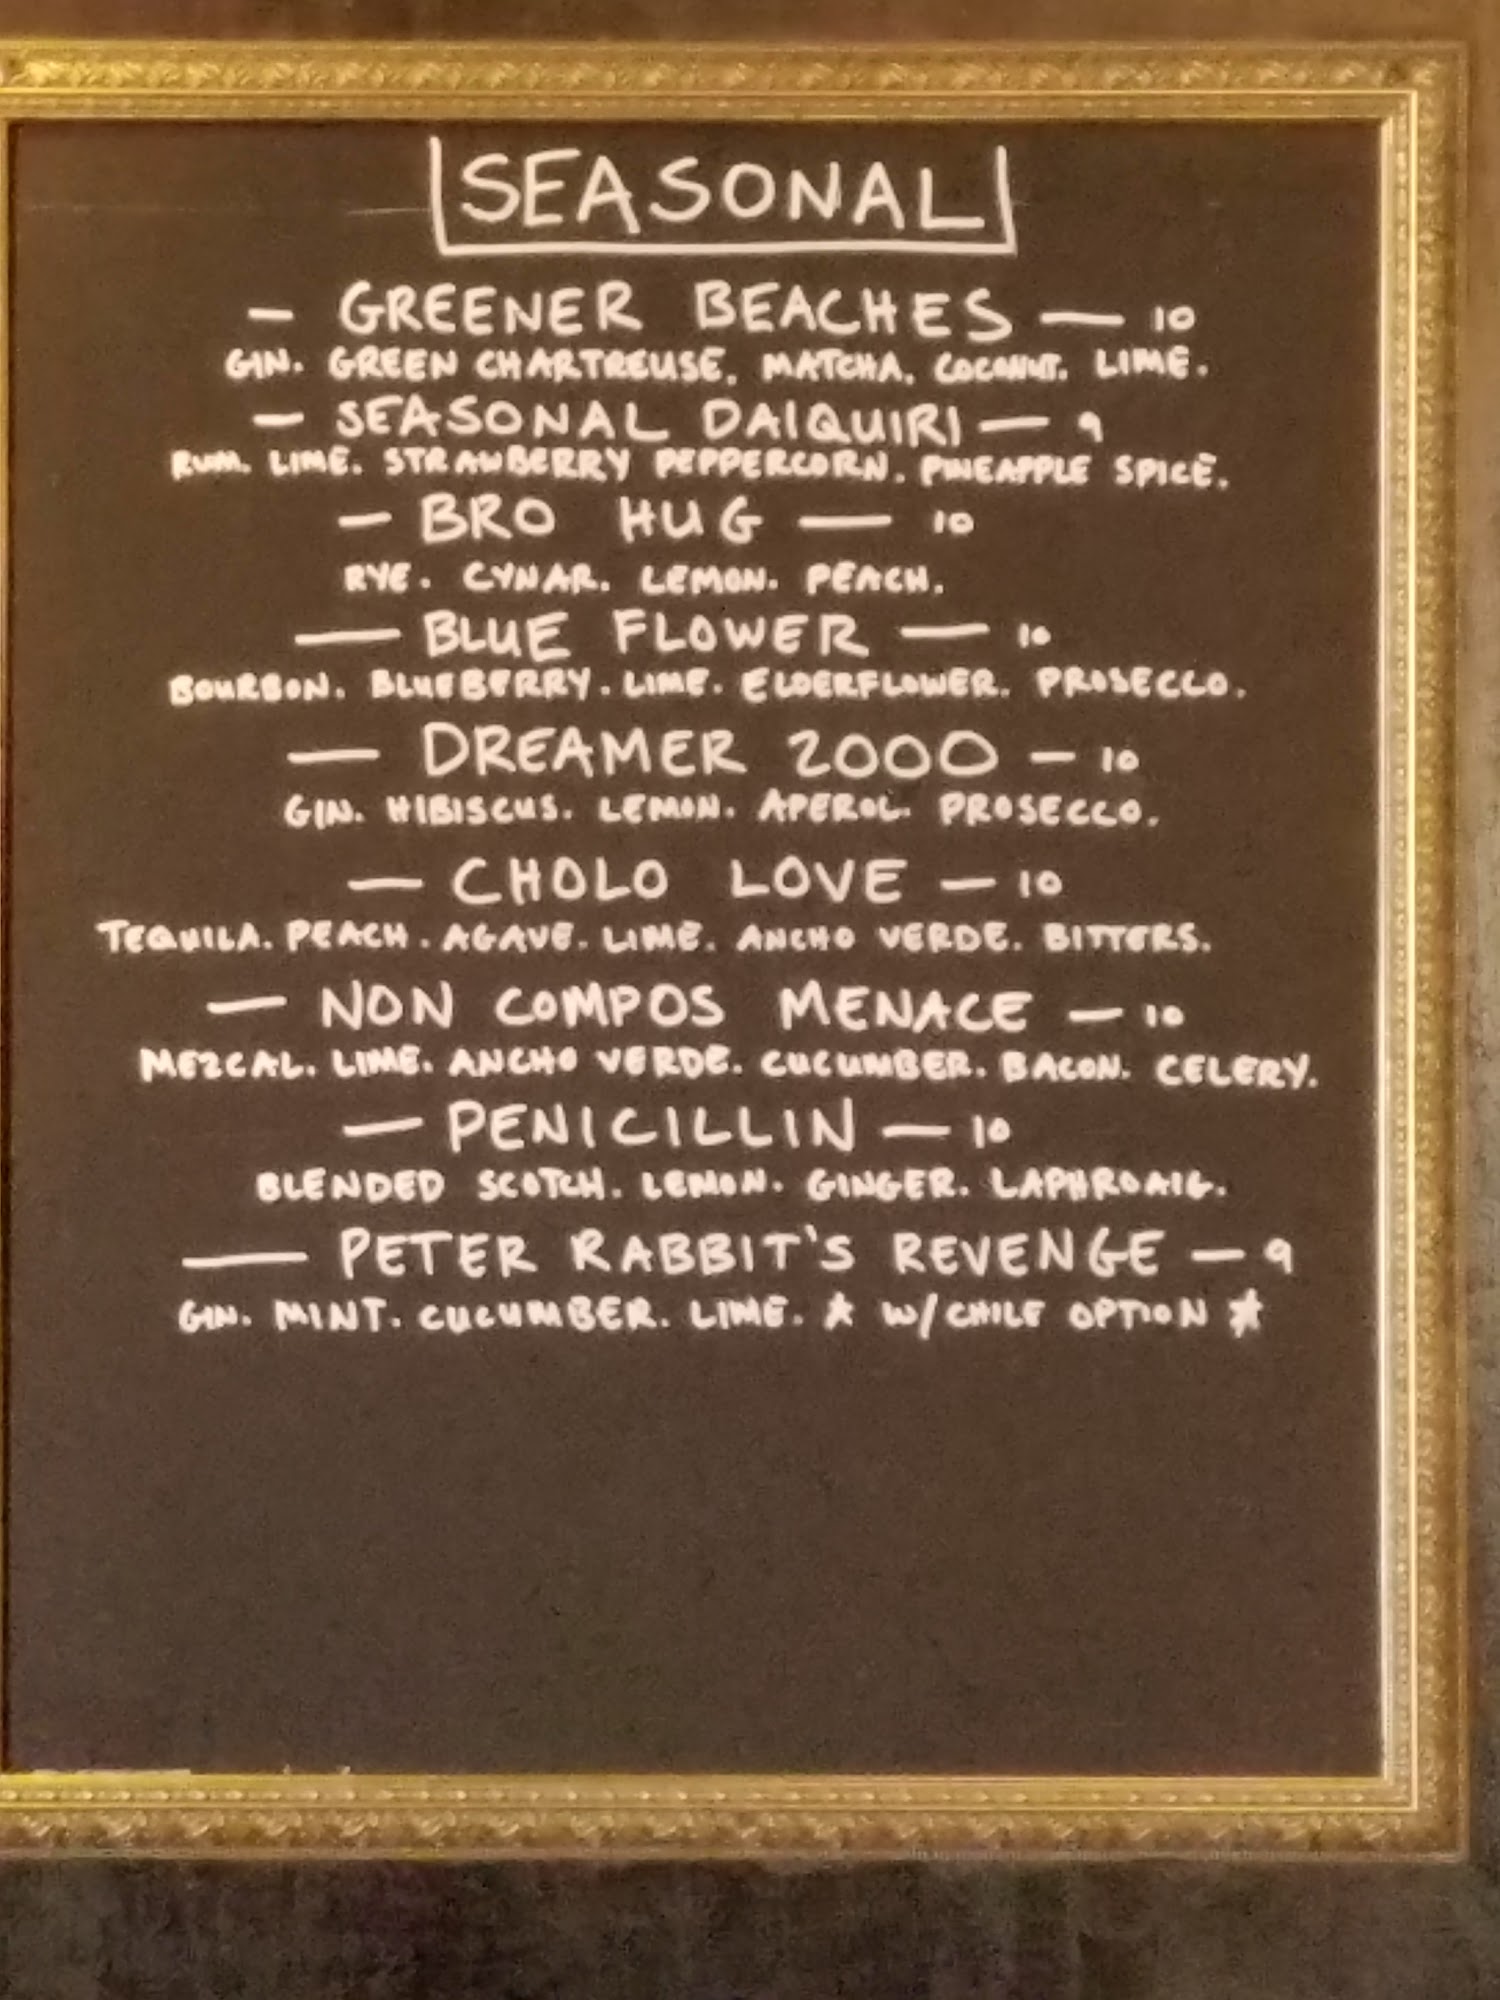 SEASONAL
— GREENER BEACHES — 10
GIN. GREEN CHARTREUSE. MATCHA. COCONUT. LIME.
— SEASONAL DAIQUIRI — 9
RUM. LIME. STRAWBERRY PEPPERCORN. PINEAPPLE SPICE.
— BRO HUG — 10
RYE. CYNAR. LEMON. PEACH.
— BLUE FLOWER — 10
BOURBON. BLUEBERRY. LIME. ELDERFLOWER. PROSECCO.
— DREAMER 2000 — 10
GIN. HIBISCUS. LEMON. APEROL. PROSECCO.
— CHOLO LOVE — 10
TEQUILA. PEACH. AGAVE. LIME. ANCHO VERDE. BITTERS.
— NON COMPOS MENACE — 10
MEZCAL. LIME. ANCHO VERDE. CUCUMBER. BACON. CELERY.
— PENICILLIN — 10
BLENDED SCOTCH. LEMON. GINGER. LAPHROAIG.
— PETER RABBIT'S REVENGE — 9
GIN. MINT. CUCUMBER. LIME. ★ W/CHILE OPTION ★